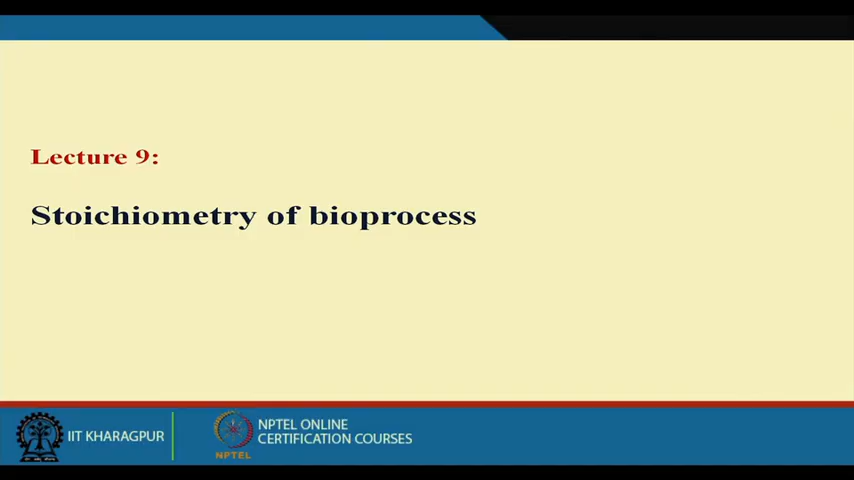 Lecture 9:
Stoichiometry of bioprocess
IIT KHARAGPUR
NPTEL ONLINE
CERTIFICATION COURSES
NPTEL